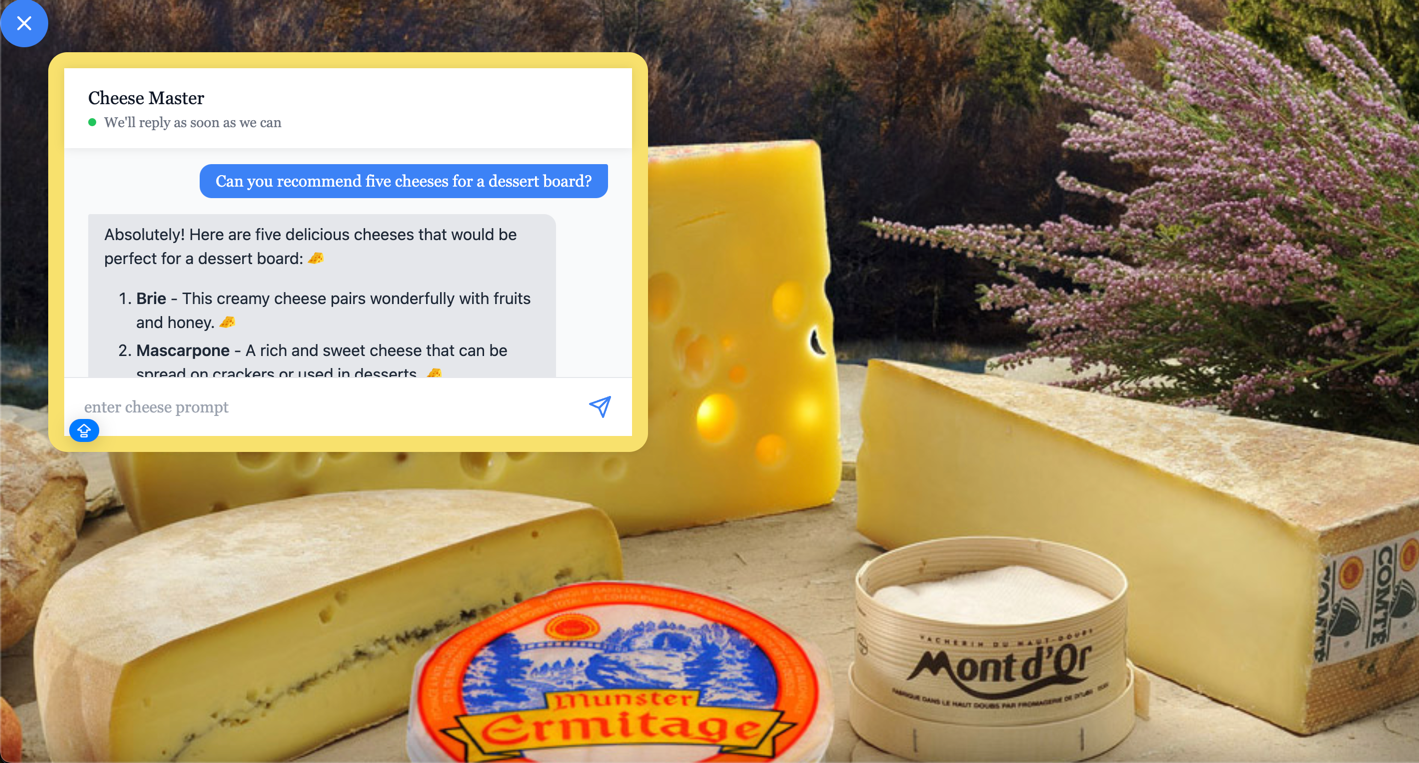 Cheese Master
We'll reply as soon as we can
Can you recommend five cheeses for a dessert board?
Absolutely! Here are five delicious cheeses that would be
perfect for a dessert board: 🧀
1. Brie - This creamy cheese pairs wonderfully with fruits
and honey. 🧀
2. Mascarpone - A rich and sweet cheese that can be
spread on crackers or used in desserts. 🧀
enter cheese prompt
Munster
Ermitage
VACHERIN DU HAUT-DOUBS
Mont d'Or
FABRIQUÉ DANS LE HAUT DOUBS PAR FROMAGERIE DE
COMTÉ
COMTE